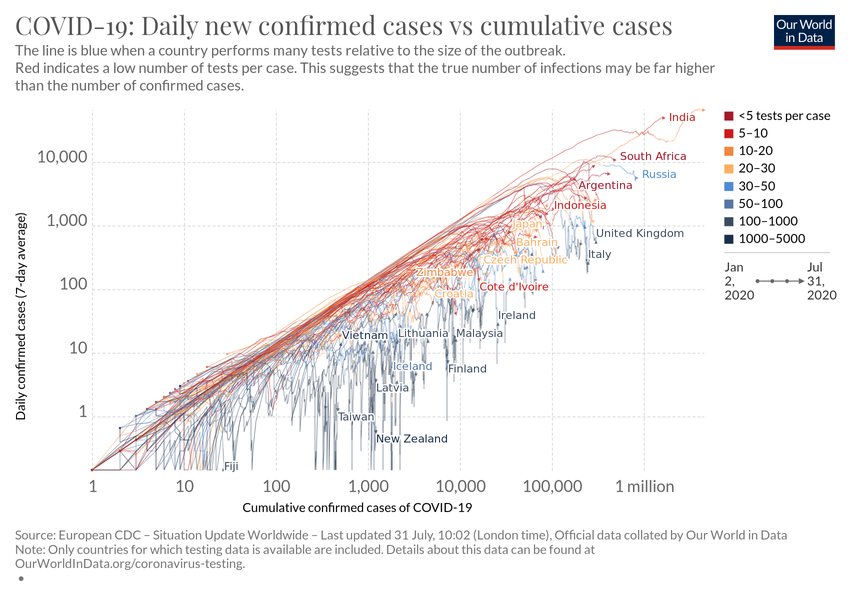 COVID-19: Daily new confirmed cases vs cumulative cases
Our World
in Data
The line is blue when a country performs many tests relative to the size of the outbreak.
Red indicates a low number of tests per case. This suggests that the true number of infections may be far higher
than the number of confirmed cases.
India
<5 tests per case
5–10
10-20
20–30
30–50
50–100
100–1000
1000–5000
Jan
2,
2020
Jul
31,
2020
10,000
1,000
100
10
1
Daily confirmed cases (7-day average)
South Africa
Russia
Argentina
Indonesia
Japan
United Kingdom
Bahrain
Italy
Czech Republic
Zimbabwe
Cote d'Ivoire
Croatia
Ireland
Vietnam
Lithuania
Malaysia
Iceland
Finland
Latvia
Taiwan
New Zealand
Fiji
1
10
100
1,000
10,000
100,000
1 million
Cumulative confirmed cases of COVID-19
Source: European CDC – Situation Update Worldwide – Last updated 31 July, 10:02 (London time), Official data collated by Our World in Data
Note: Only countries for which testing data is available are included. Details about this data can be found at
OurWorldInData.org/coronavirus-testing.